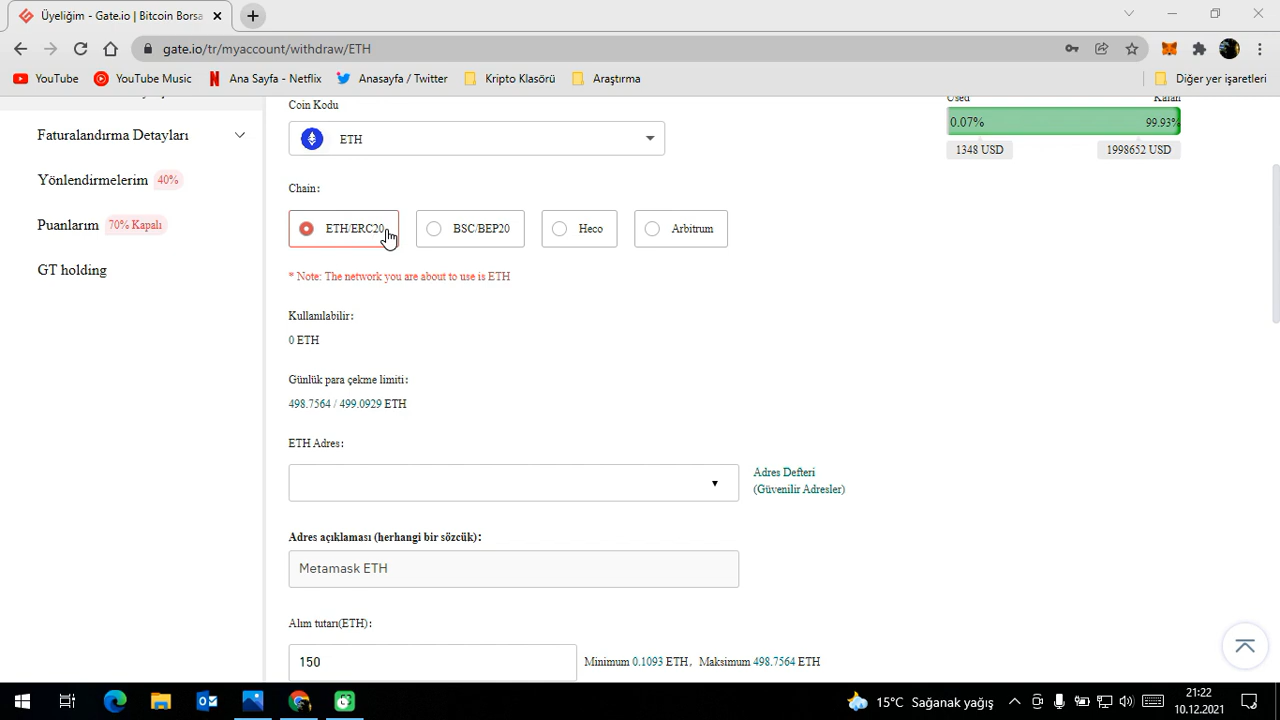 Üyeliğim - Gate.io | Bitcoin Borsa
gate.io/tr/myaccount/withdraw/ETH
YouTube
YouTube Music
Ana Sayfa - Netflix
Anasayfa / Twitter
Kripto Klasörü
Araştırma
Diğer yer işaretleri
Faturalandırma Detayları
Yönlendirmelerim 40%
Puanlarım 70% Kapalı
GT holding
Coin Kodu
ETH
Used Kalan
0.07% 99.93%
1348 USD 1998652 USD
Chain:
ETH/ERC20 BSC/BEP20 Heco Arbitrum
* Note: The network you are about to use is ETH
Kullanılabilir:
0 ETH
Günlük para çekme limiti:
498.7564 / 499.0929 ETH
ETH Adres:
Adres Defteri
(Güvenilir Adresler)
Adres açıklaması (herhangi bir sözcük):
Metamask ETH
Alım tutarı(ETH):
150 Minimum 0.1093 ETH, Maksimum 498.7564 ETH
15°C Sağanak yağış
21:22
10.12.2021